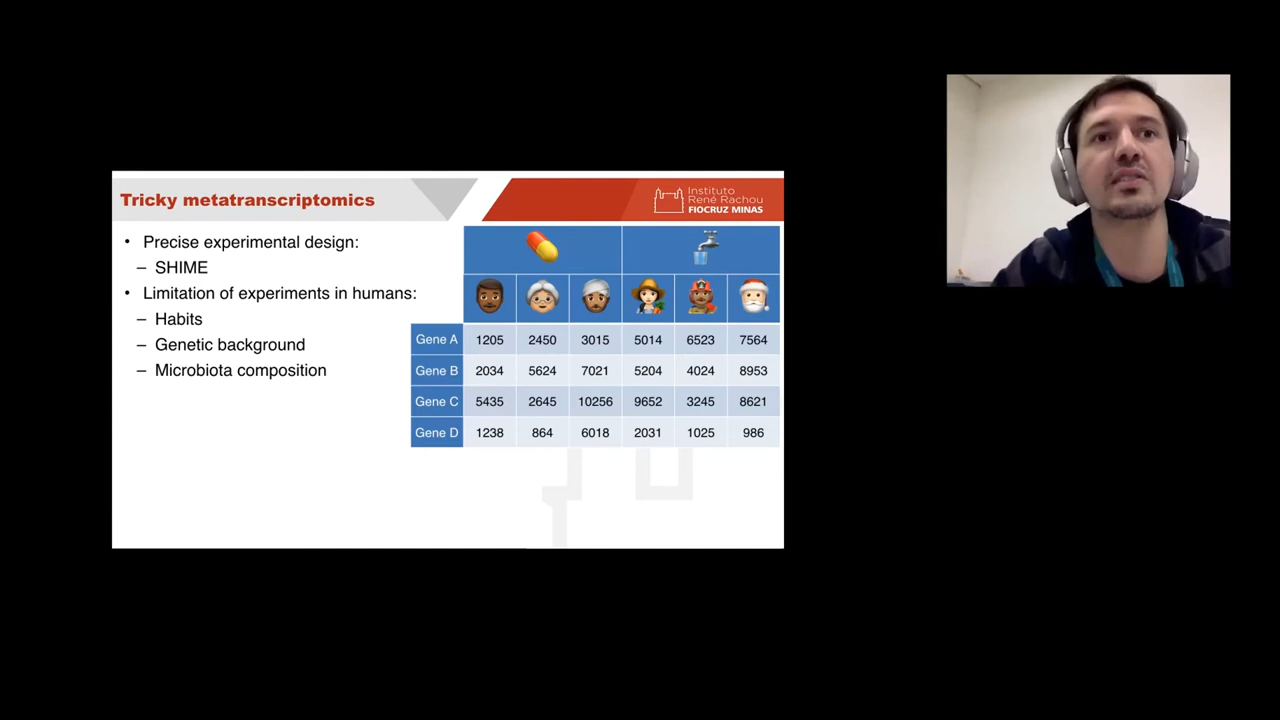 Tricky metatranscriptomics
Instituto
René Rachou
FIOCRUZ MINAS
• Precise experimental design:
– SHIME
• Limitation of experiments in humans:
– Habits
– Genetic background
– Microbiota composition
Gene A 1205 2450 3015 5014 6523 7564
Gene B 2034 5624 7021 5204 4024 8953
Gene C 5435 2645 10256 9652 3245 8621
Gene D 1238 864 6018 2031 1025 986